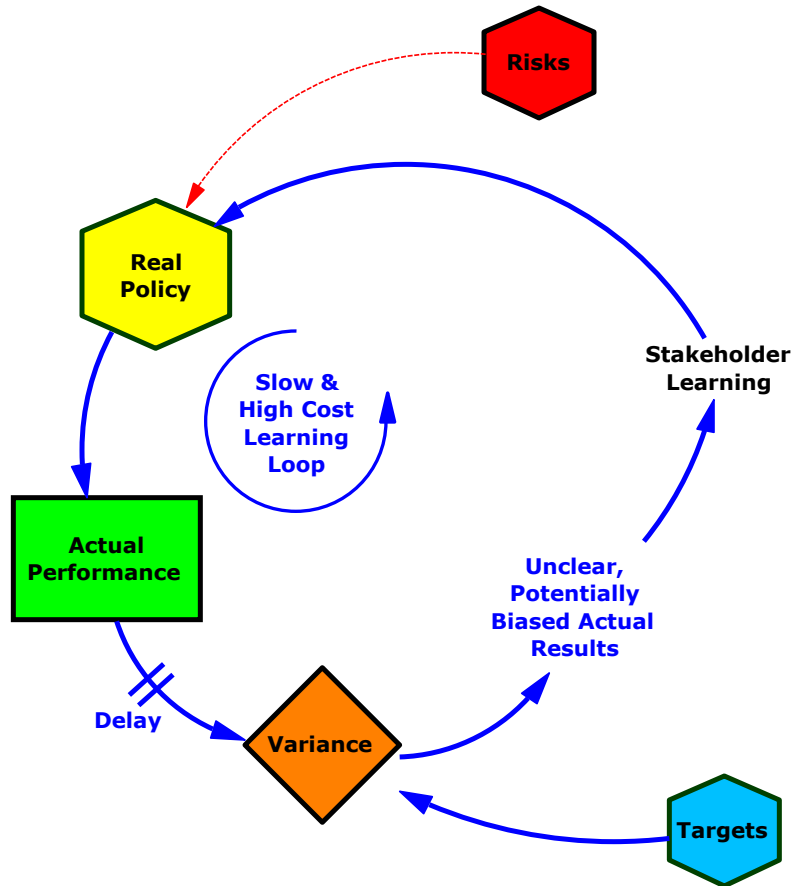 Risks
Real
Policy
Slow &
High Cost
Learning
Loop
Stakeholder
Learning
Actual
Performance
Unclear,
Potentially
Biased Actual
Results
Delay
Variance
Targets